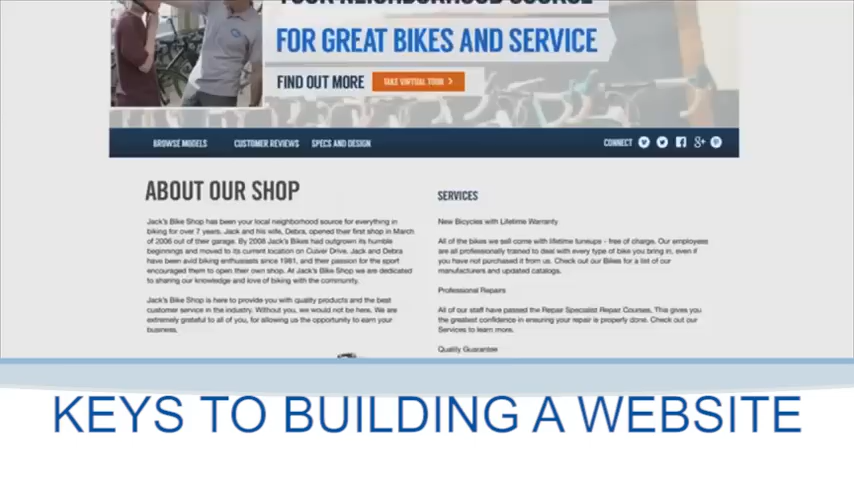 YOUR NEIGHBORHOOD SOURCE
FOR GREAT BIKES AND SERVICE
FIND OUT MORE TAKE VIRTUAL TOUR
BROWSE MODELS CUSTOMER REVIEWS SPECS AND DESIGN CONNECT
ABOUT OUR SHOP
Jack's Bike Shop has been your local neighborhood source for everything in
biking for over 7 years. Jack and his wife, Debra, opened their first shop in March
of 2006 out of their garage. By 2008 Jack's Bikes had outgrown its humble
beginnings and moved to its current location on Culver Drive. Jack and Debra
have been avid biking enthusiasts since 1981, and their passion for the sport
encouraged them to open their own shop. At Jack's Bike Shop we are dedicated
to sharing our knowledge and love of biking with the community.
Jack's Bike Shop is here to provide you with quality products and the best
customer service in the industry. Without you, we would not be here. We are
extremely grateful to all of you, for allowing us the opportunity to earn your
business.
SERVICES
New Bicycles with Lifetime Warranty
All of the bikes we sell come with lifetime tuneups - free of charge. Our employees
are all professionally trained to deal with every type of bike you bring in, even if
you have not purchased it from us. Check out our Bikes for a list of our
manufacturers and updated catalogs.
Professional Repairs
All of our staff have passed the Repair Specialist Repair Courses. This gives you
the greatest confidence in ensuring your repair is properly done. Check out our
Services to learn more.
Quality Guarantee
KEYS TO BUILDING A WEBSITE